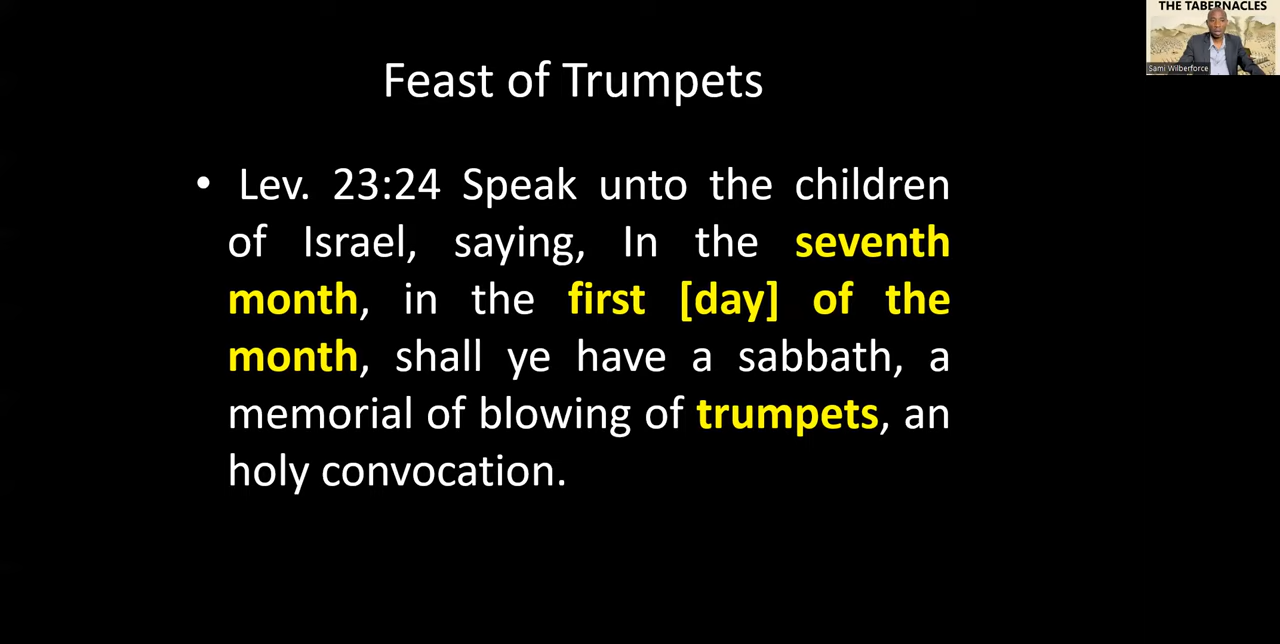 THE TABERNACLES
Sami Wilberforce
Feast of Trumpets
• Lev. 23:24 Speak unto the children
of Israel, saying, In the seventh
month, in the first [day] of the
month, shall ye have a sabbath, a
memorial of blowing of trumpets, an
holy convocation.